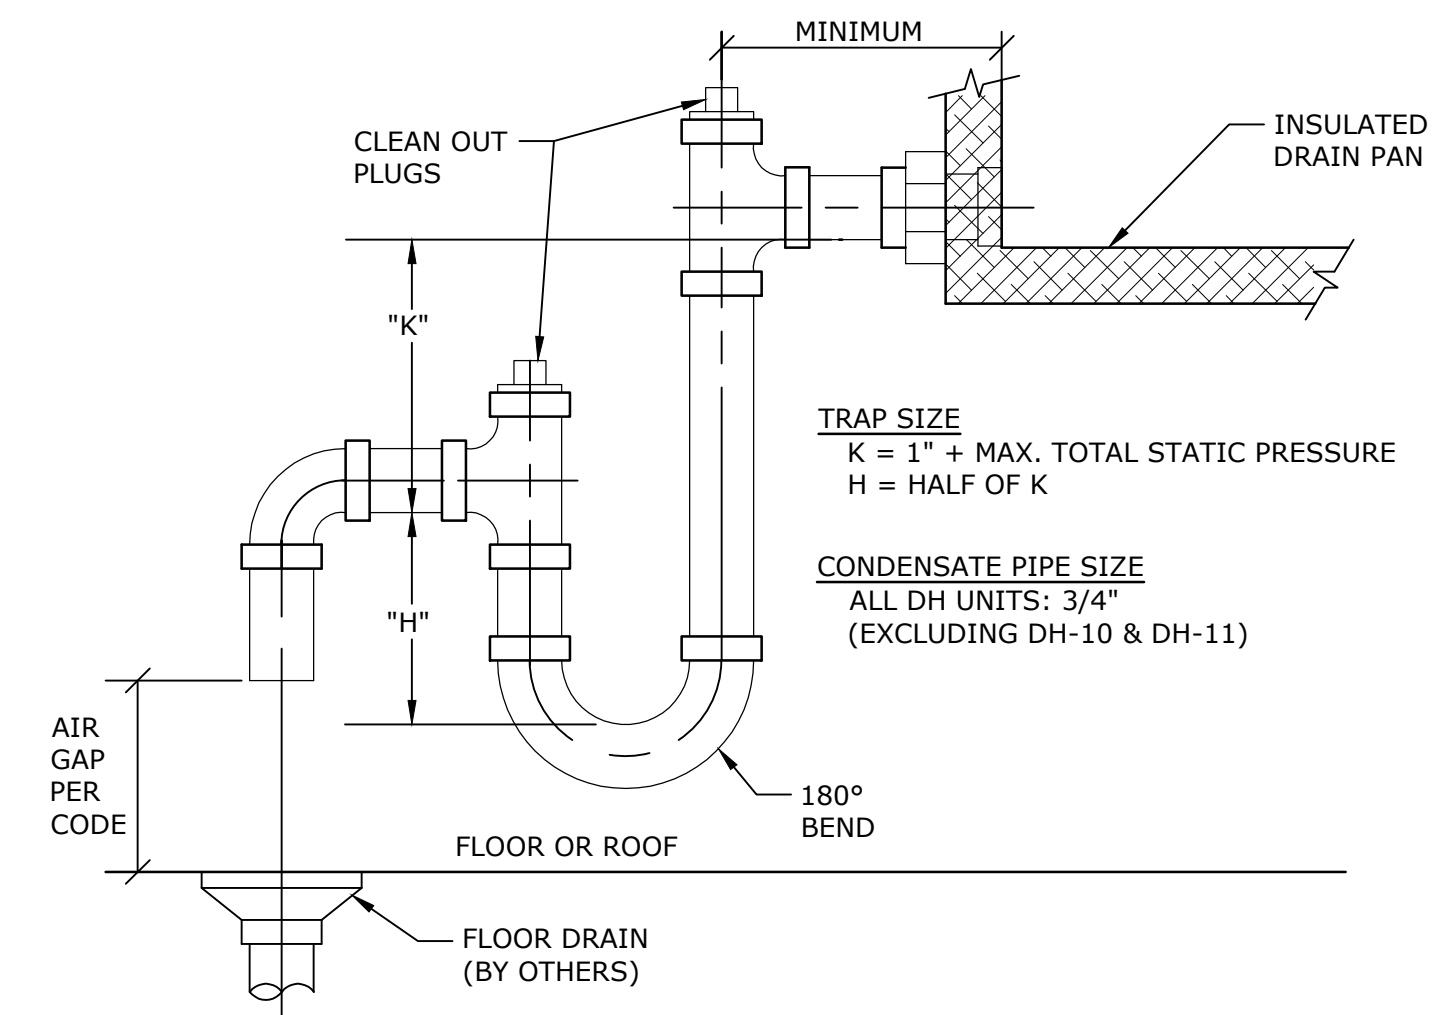 MINIMUM
CLEAN OUT
PLUGS
INSULATED
DRAIN PAN
"K"
TRAP SIZE
K = 1" + MAX. TOTAL STATIC PRESSURE
H = HALF OF K
CONDENSATE PIPE SIZE
ALL DH UNITS: 3/4"
(EXCLUDING DH-10 & DH-11)
"H"
AIR
GAP
PER
CODE
180°
BEND
FLOOR OR ROOF
FLOOR DRAIN
(BY OTHERS)